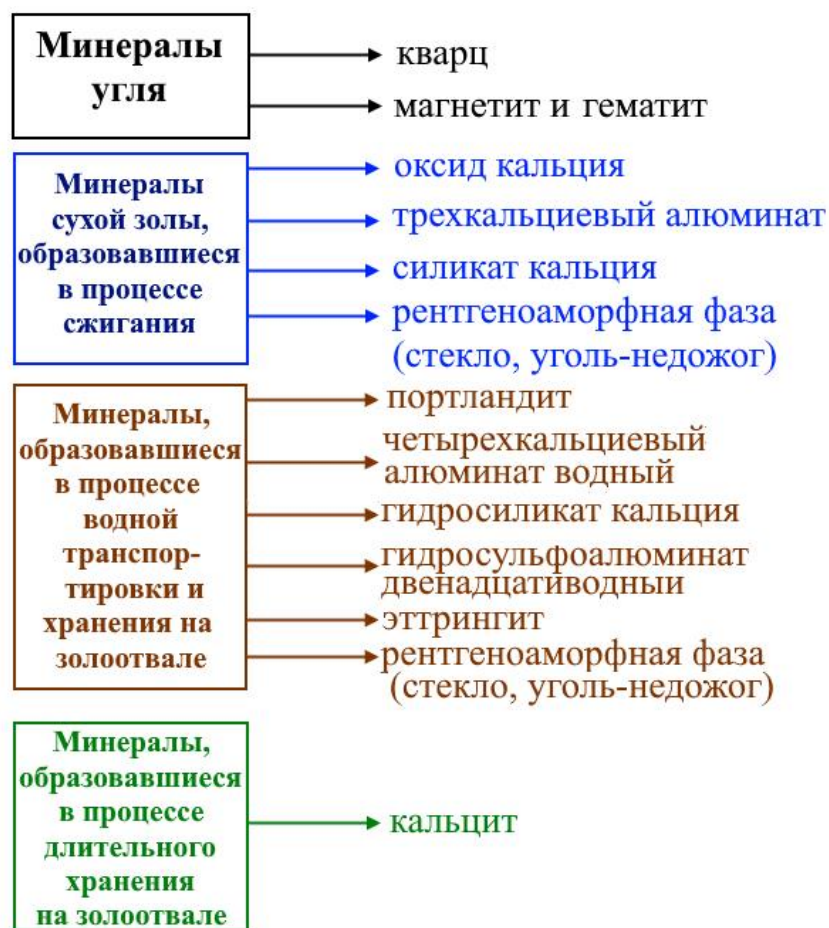 Минералы
угля
кварц
магнетит и гематит
Минералы
сухой золы,
образовавшиеся
в процессе
сжигания
оксид кальция
трехкальциевый алюминат
силикат кальция
рентгеноаморфная фаза
(стекло, уголь-недожог)
Минералы,
образовавшиеся
в процессе
водной
транспор-
тировки и
хранения на
золоотвале
портландит
четырехкальциевый
алюминат водный
гидросиликат кальция
гидросульфоалюминат
двенадцативодный
эттрингит
рентгеноаморфная фаза
(стекло, уголь-недожог)
Минералы,
образовавшиеся
в процессе
длительного
хранения
на золоотвале
кальцит